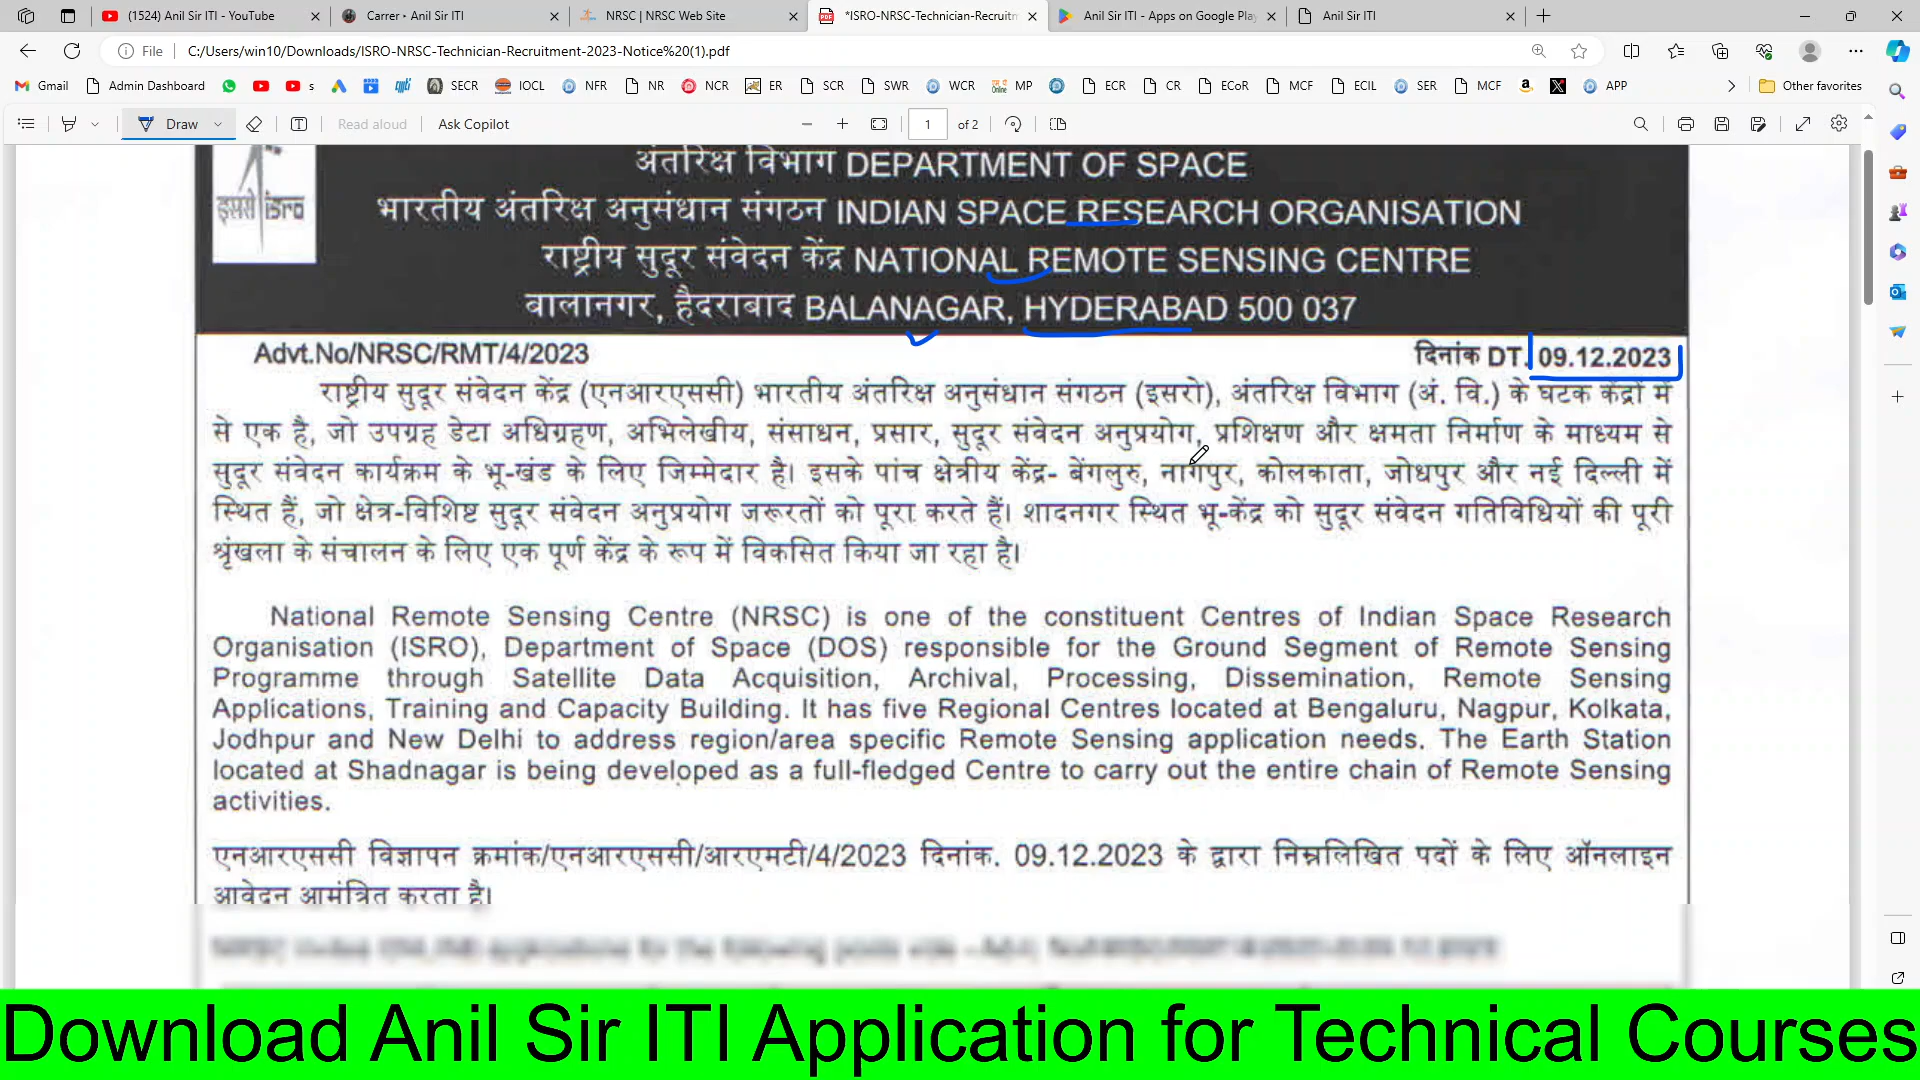 (1524) Anil Sir ITI - YouTube
Carrer • Anil Sir ITI
NRSC | NRSC Web Site
*ISRO-NRSC-Technician-Recruitm
Anil Sir ITI - Apps on Google Play
Anil Sir ITI
File C:/Users/win10/Downloads/ISRO-NRSC-Technician-Recruitment-2023-Notice%20(1).pdf
Gmail Admin Dashboard s SECR IOCL NFR NR NCR ER SCR SWR WCR MP ECR CR ECoR MCF ECIL SER MCF APP Other favorites
Draw Read aloud Ask Copilot 1 of 2
अंतरिक्ष विभाग DEPARTMENT OF SPACE
इसरो isro
भारतीय अंतरिक्ष अनुसंधान संगठन INDIAN SPACE RESEARCH ORGANISATION
राष्ट्रीय सुदूर संवेदन केंद्र NATIONAL REMOTE SENSING CENTRE
वालानगर, हैदराबाद BALANAGAR, HYDERABAD 500 037
Advt.No/NRSC/RMT/4/2023 दिनांक DT. 09.12.2023
राष्ट्रीय सुदूर संवेदन केंद्र (एनआरएससी) भारतीय अंतरिक्ष अनुसंधान संगठन (इसरो), अंतरिक्ष विभाग (अं. वि.) के घटक केंद्रों में
से एक है, जो उपग्रह डेटा अधिग्रहण, अभिलेखीय, संसाधन, प्रसार, सुदूर संवेदन अनुप्रयोग, प्रशिक्षण और क्षमता निर्माण के माध्यम से
सुदूर संवेदन कार्यक्रम के भू-खंड के लिए जिम्मेदार है। इसके पांच क्षेत्रीय केंद्र- बेंगलुरु, नागपुर, कोलकाता, जोधपुर और नई दिल्ली में
स्थित हैं, जो क्षेत्र-विशिष्ट सुदूर संवेदन अनुप्रयोग जरूरतों को पूरा करते हैं। शादनगर स्थित भू-केंद्र को सुदूर संवेदन गतिविधियों की पूरी
श्रृंखला के संचालन के लिए एक पूर्ण केंद्र के रूप में विकसित किया जा रहा है।
National Remote Sensing Centre (NRSC) is one of the constituent Centres of Indian Space Research
Organisation (ISRO), Department of Space (DOS) responsible for the Ground Segment of Remote Sensing
Programme through Satellite Data Acquisition, Archival, Processing, Dissemination, Remote Sensing
Applications, Training and Capacity Building. It has five Regional Centres located at Bengaluru, Nagpur, Kolkata,
Jodhpur and New Delhi to address region/area specific Remote Sensing application needs. The Earth Station
located at Shadnagar is being developed as a full-fledged Centre to carry out the entire chain of Remote Sensing
activities.
एनआरएससी विज्ञापन क्रमांक/एनआरएससी/आरएमटी/4/2023 दिनांक. 09.12.2023 के द्वारा निम्नलिखित पदों के लिए ऑनलाइन
आवेदन आमंत्रित करता है।
Download Anil Sir ITI Application for Technical Courses